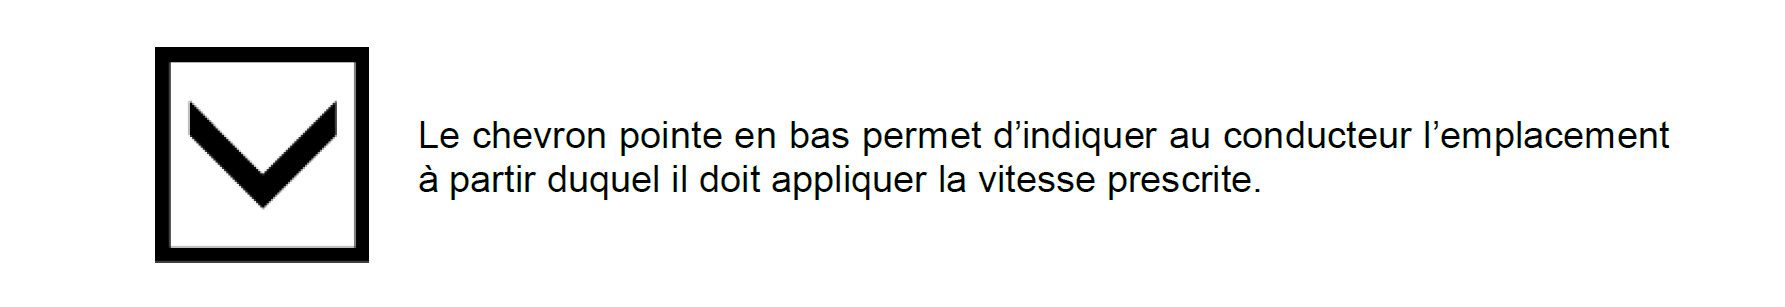 Le chevron pointe en bas permet d’indiquer au conducteur l’emplacement
à partir duquel il doit appliquer la vitesse prescrite.